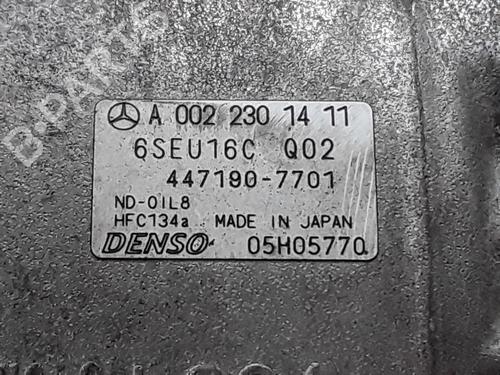 B-PARTS
A 002 230 14 11
6SEU16C Q02
447190-7701
ND-OIL8
HFC134a MADE IN JAPAN
DENSO 05H05770